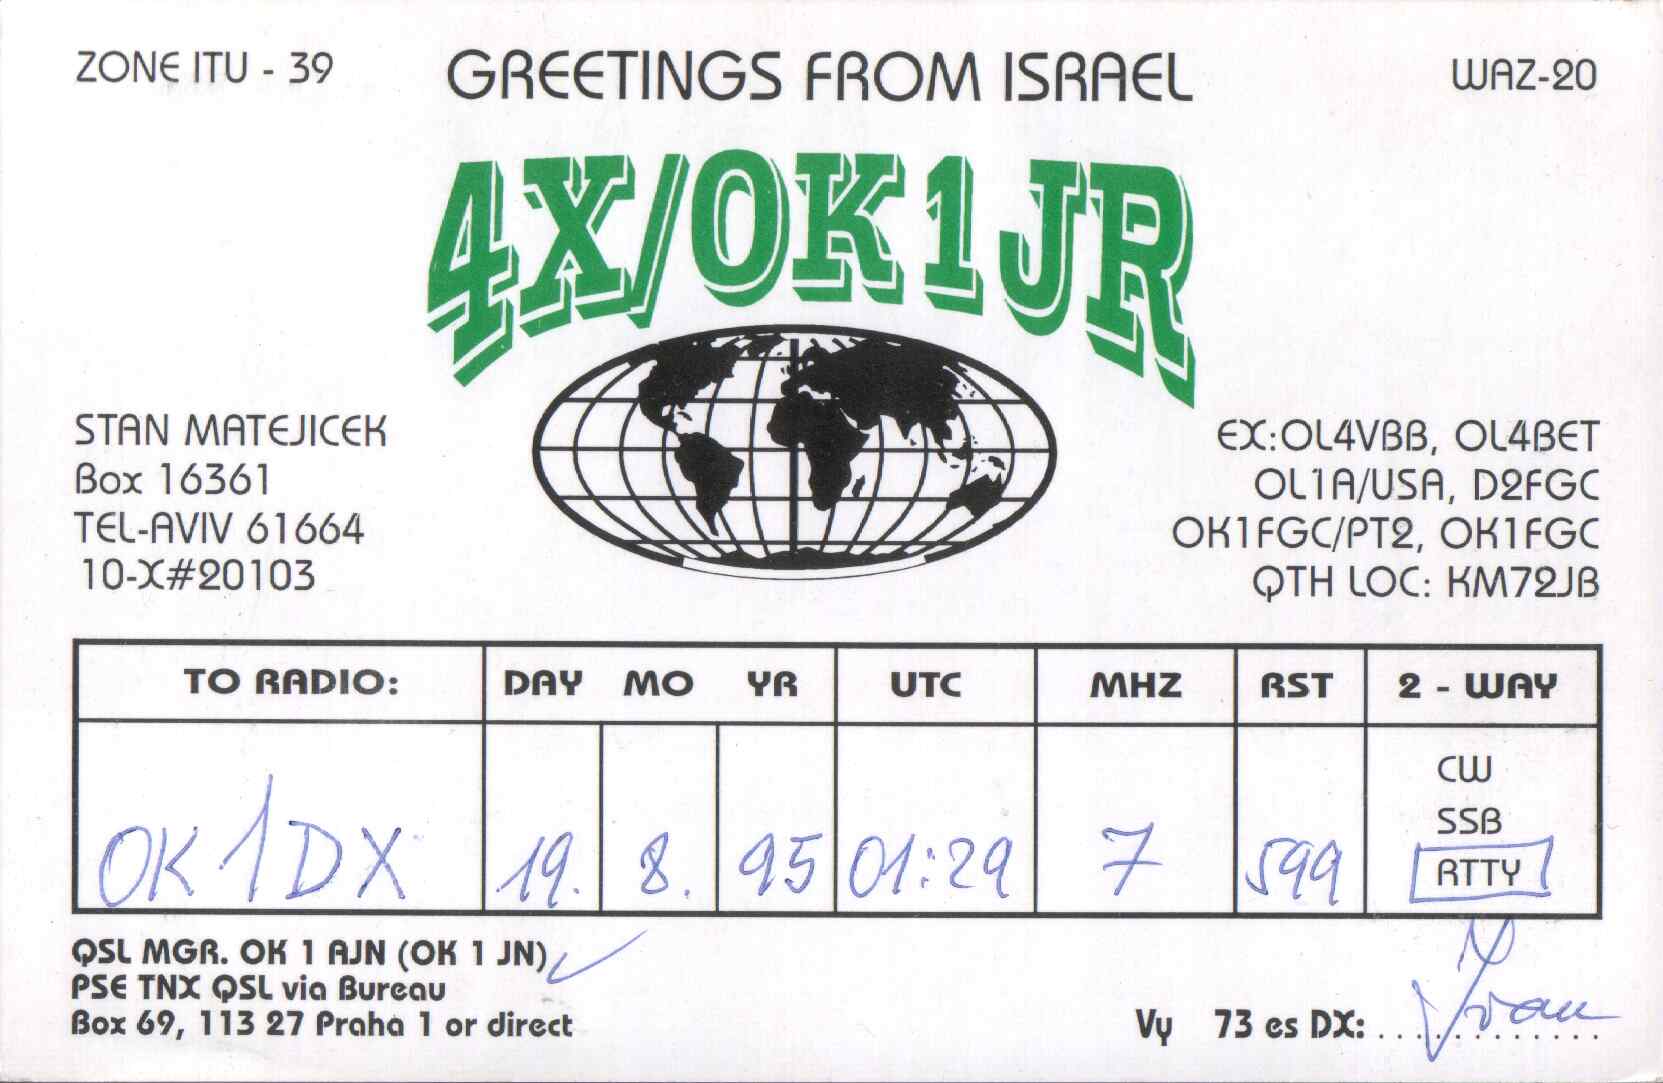 ZONE ITU - 39
GREETINGS FROM ISRAEL
WAZ-20
4X/OK1JR
STAN MATEJICEK
Box 16361
TEL-AVIV 61664
10-X#20103
EX:OL4VBB, OL4BET
OL1A/USA, D2FGC
OK1FGC/PT2, OK1FGC
QTH LOC: KM72JB
TO RADIO: DAY MO YR UTC MHZ RST 2 - WAY
CW
SSB
OK1DX 19. 8. 95 01:29 7 599 RTTY
QSL MGR. OK 1 AJN (OK 1 JN)
PSE TNX QSL via Bureau
Box 69, 113 27 Praha 1 or direct
Vy 73 es DX: ............